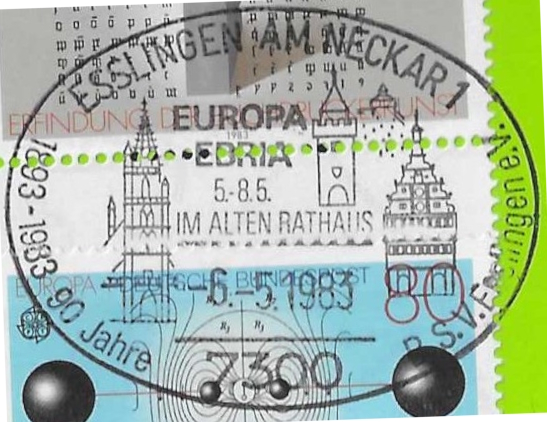 ESSLINGEN AM NECKAR 1
ERFINDUNG DER BUCHDRUCKERKUNST
EUROPA
1983
EBRIA
5.-8.5.
IM ALTEN RATHAUS
1893-1983 90 Jahre
EUROPA DEUTSCHE BUNDESPOST 80
-6.-5.1983
7300
B.S.V. Esslingen e.V.